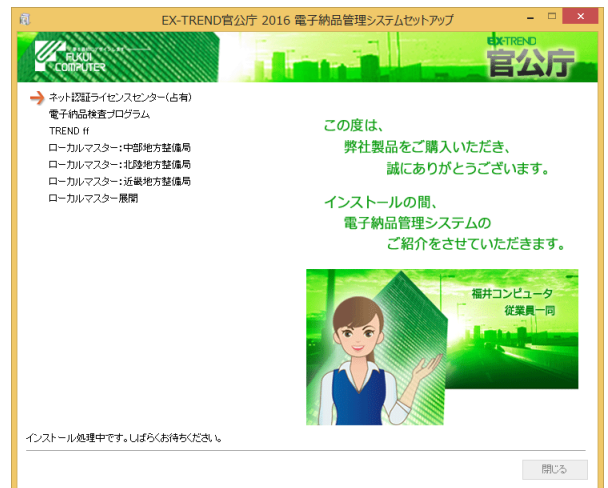 EX-TREND官公庁 2016 電子納品管理システムセットアップ
FUKUI
COMPUTER
EX-TREND
官公庁
ネット認証ライセンスセンター(占有)
電子納品検査プログラム
TREND ff
ローカルマスター:中部地方整備局
ローカルマスター:北陸地方整備局
ローカルマスター:近畿地方整備局
ローカルマスター展開
この度は、
弊社製品をご購入いただき、
誠にありがとうございます。
インストールの間、
電子納品管理システムの
ご紹介をさせていただきます。
福井コンピュータ
従業員一同
インストール処理中です。しばらくお待ちください。
閉じる